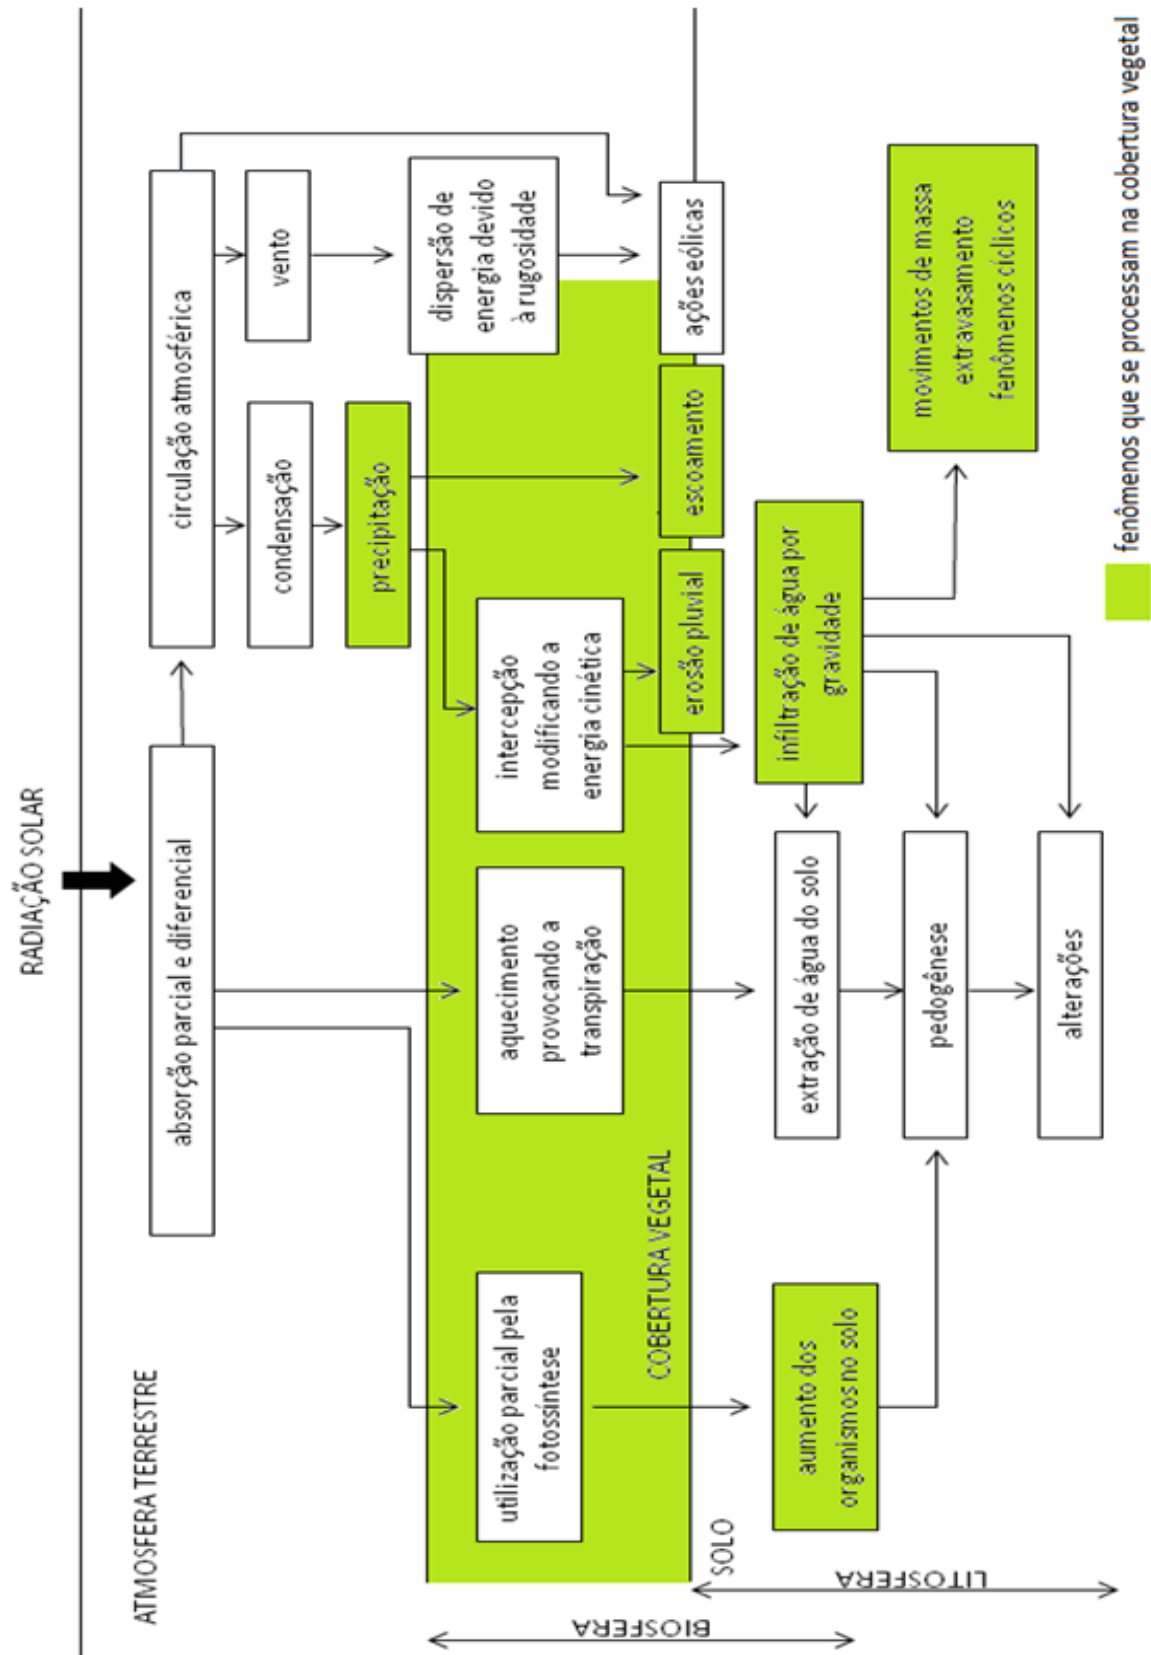 RADIAÇÃO SOLAR
ATMOSFERA TERRESTRE
absorção parcial e diferencial
circulação atmosférica
condensação
vento
precipitação
utilização parcial pela
fotossíntese
aquecimento
provocando a
transpiração
intercepção
modificando a
energia cinética
dispersão de
energia devido
à rugosidade
COBERTURA VEGETAL
SOLO
erosão pluvial
escoamento
ações eólicas
aumento dos
organismos no solo
extração de água do solo
infiltração de água por
gravidade
pedogênese
alterações
movimentos de massa
extravasamento
fenômenos cíclicos
BIOSFERA
LITOSFERA
fenômenos que se processam na cobertura vegetal